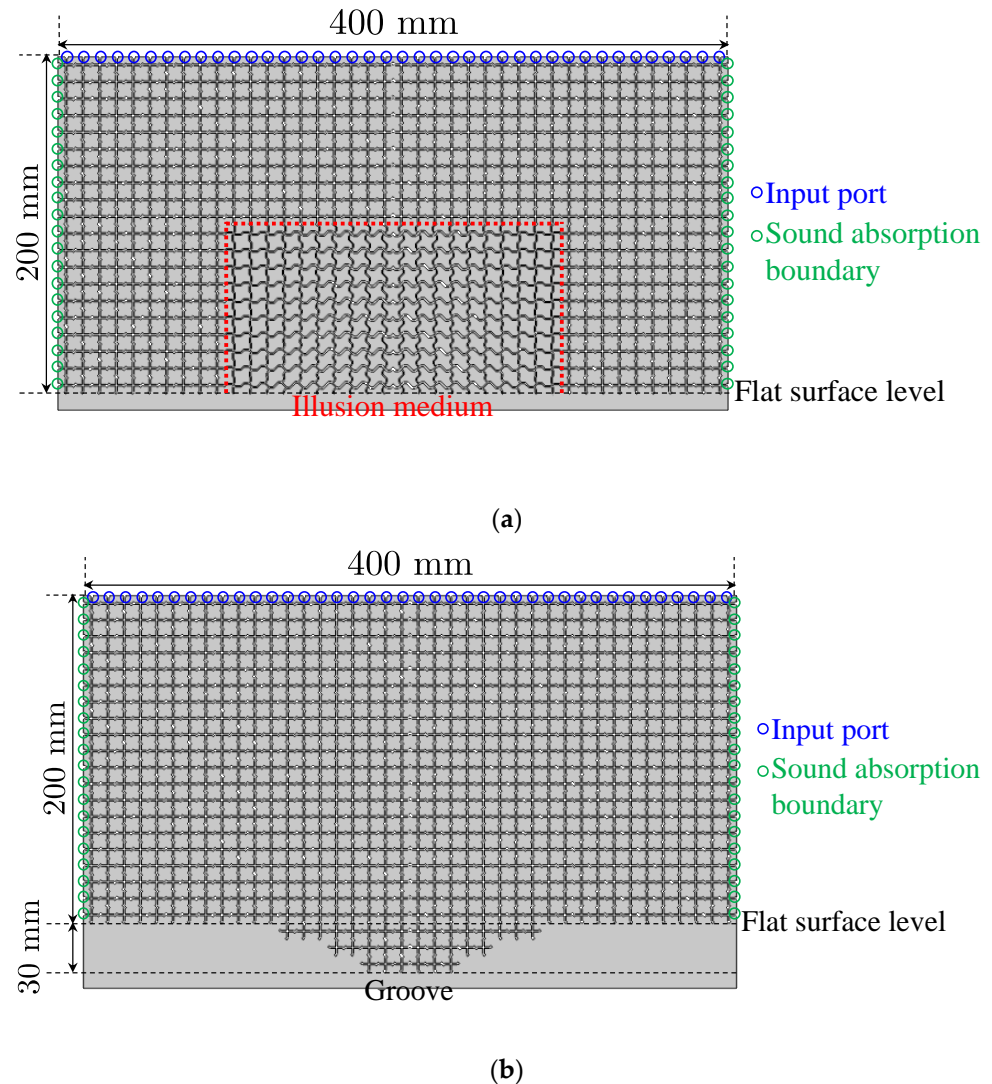 400 mm
200 mm
Input port
Sound absorption
boundary
Flat surface level
Illusion medium
(a)
400 mm
200 mm
Input port
Sound absorption
boundary
Flat surface level
30 mm
Groove
(b)